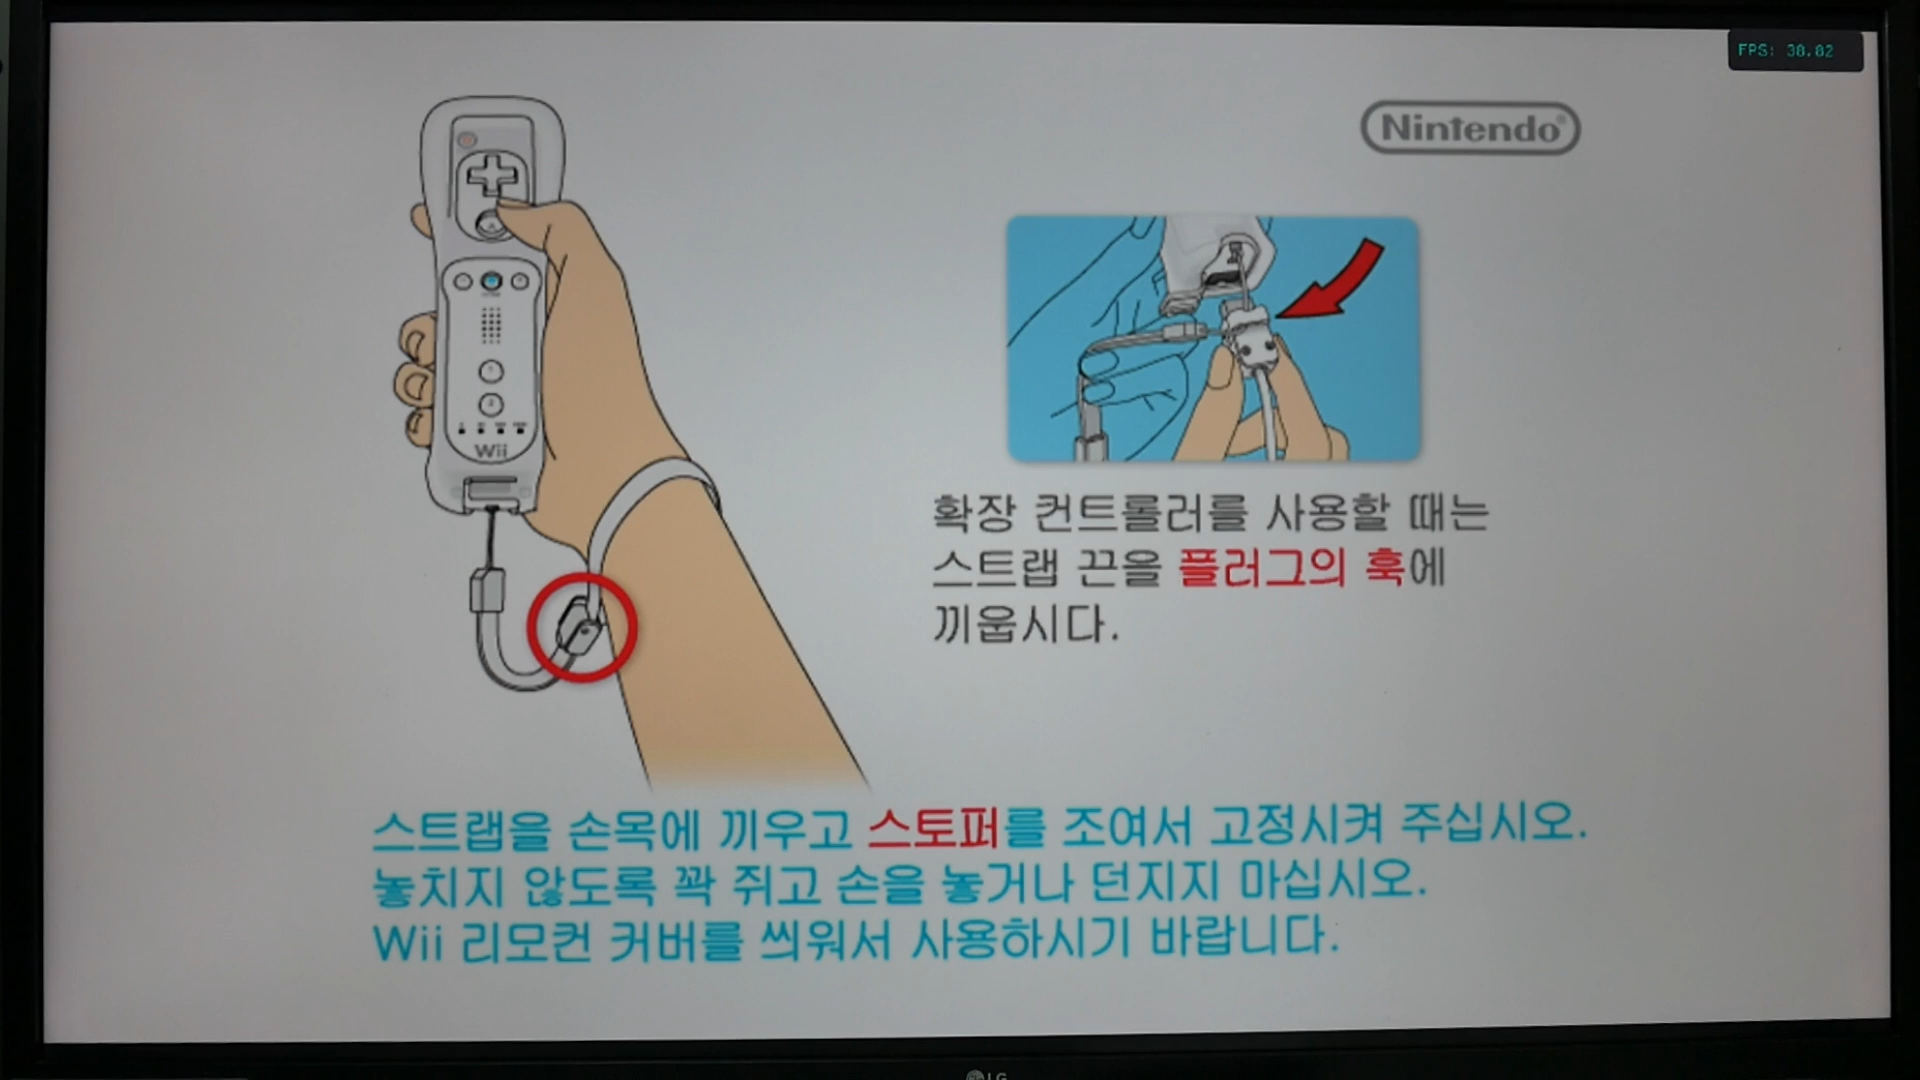 FPS: 30.02
Nintendo®
Wii
확장 컨트롤러를 사용할 때는
스트랩 끈을 플러그의 훅에
끼웁시다.
스트랩을 손목에 끼우고 스토퍼를 조여서 고정시켜 주십시오.
놓치지 않도록 꽉 쥐고 손을 놓거나 던지지 마십시오.
Wii 리모컨 커버를 씌워서 사용하시기 바랍니다.
LG